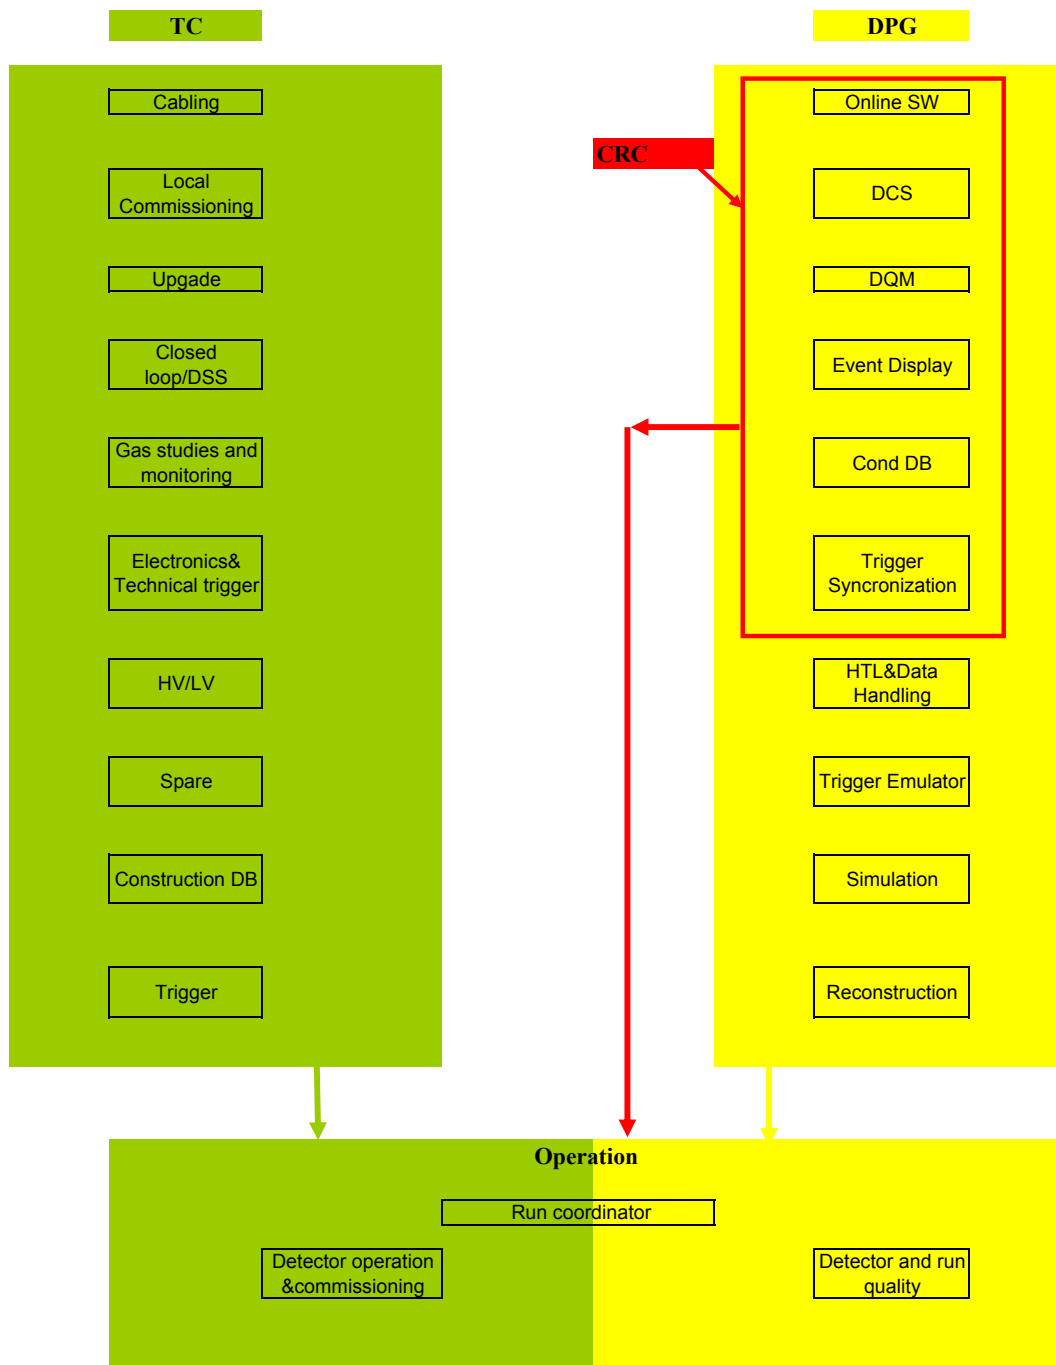 TC
DPG
Cabling
Online SW
CRC
Local
Commissioning
DCS
Upgade
DQM
Closed
loop/DSS
Event Display
Gas studies and
monitoring
Cond DB
Electronics&
Technical trigger
Trigger
Syncronization
HV/LV
HTL&Data
Handling
Spare
Trigger Emulator
Construction DB
Simulation
Trigger
Reconstruction
Operation
Run coordinator
Detector operation
&commissioning
Detector and run
quality